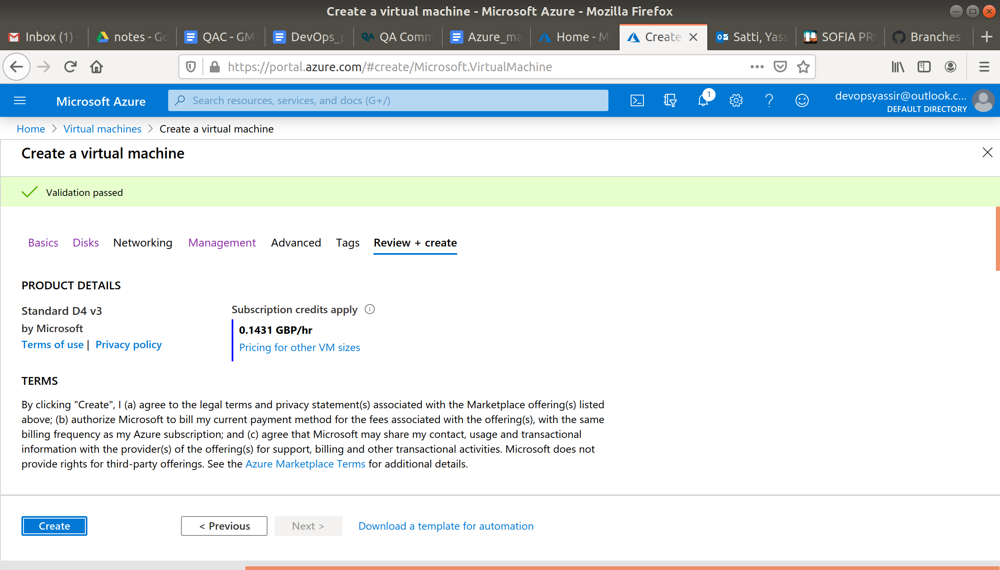 Create a virtual machine - Microsoft Azure - Mozilla Firefox
Inbox (1) - notes - Go QAC - GM DevOps_p QA Comm Azure_ma Home - Mi Create Satti, Yass SOFIA PR Branches
https://portal.azure.com/#create/Microsoft.VirtualMachine
Microsoft Azure Search resources, services, and docs (G+/) 1 devopsyassir@outlook.c...
DEFAULT DIRECTORY
Home > Virtual machines > Create a virtual machine
Create a virtual machine
Validation passed
Basics Disks Networking Management Advanced Tags Review + create
PRODUCT DETAILS
Standard D4 v3
by Microsoft
Terms of use | Privacy policy
Subscription credits apply
0.1431 GBP/hr
Pricing for other VM sizes
TERMS
By clicking "Create", I (a) agree to the legal terms and privacy statement(s) associated with the Marketplace offering(s) listed
above; (b) authorize Microsoft to bill my current payment method for the fees associated with the offering(s), with the same
billing frequency as my Azure subscription; and (c) agree that Microsoft may share my contact, usage and transactional
information with the provider(s) of the offering(s) for support, billing and other transactional activities. Microsoft does not
provide rights for third-party offerings. See the Azure Marketplace Terms for additional details.
Create < Previous Next > Download a template for automation